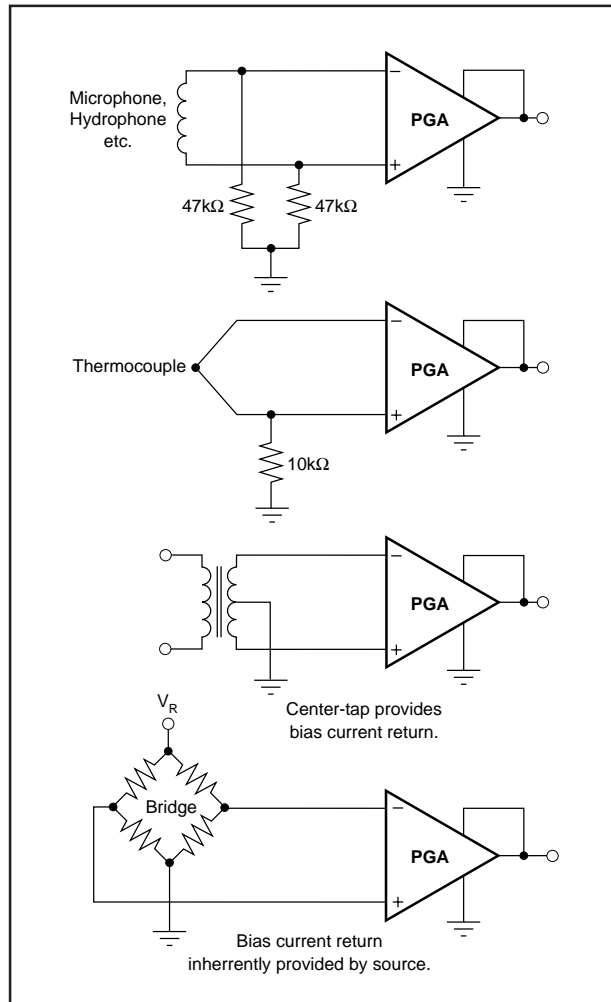 Microphone,
Hydrophone
etc.
−
PGA
+
47kΩ 47kΩ
Thermocouple
−
PGA
+
10kΩ
−
PGA
+
Center-tap provides
bias current return.
VR
Bridge
−
PGA
+
Bias current return
inherrently provided by source.